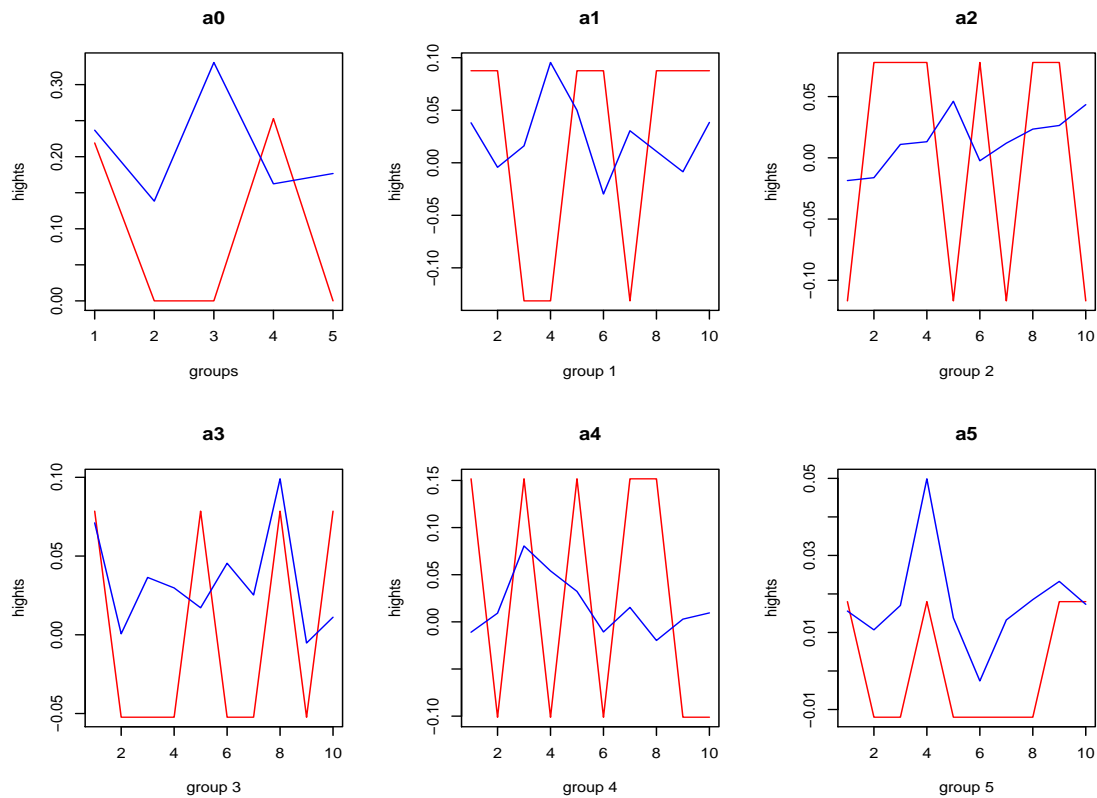 a0
hights
0.00 0.10 0.20 0.30
1 2 3 4 5
groups
a1
hights
−0.10 −0.05 0.00 0.05 0.10
2 4 6 8 10
group 1
a2
hights
−0.10 −0.05 0.00 0.05
2 4 6 8 10
group 2
a3
hights
−0.05 0.00 0.05 0.10
2 4 6 8 10
group 3
a4
hights
−0.10 0.00 0.05 0.10 0.15
2 4 6 8 10
group 4
a5
hights
−0.01 0.01 0.03 0.05
2 4 6 8 10
group 5